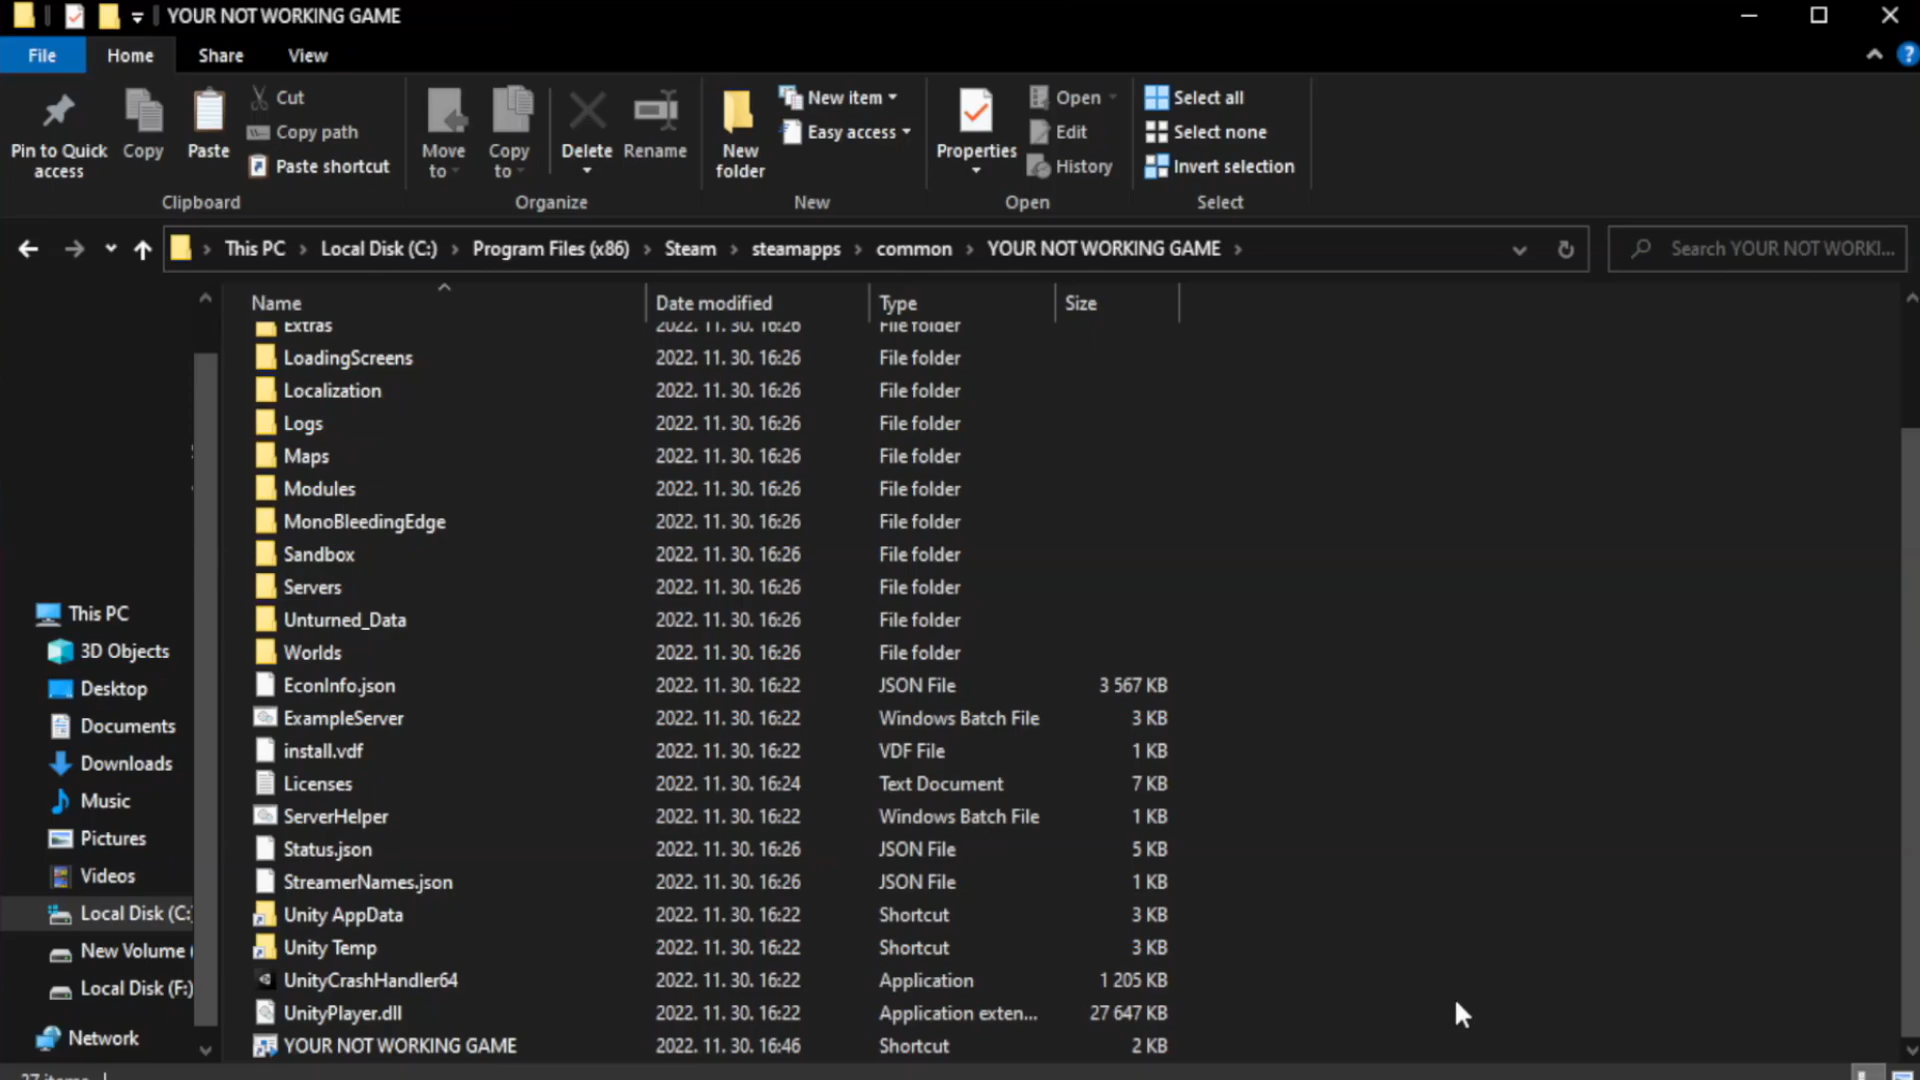 YOUR NOT WORKING GAME
File Home Share View
Pin to Quick access
Copy
Paste
Cut
Copy path
Paste shortcut
Clipboard
Move to
Copy to
Delete
Rename
Organize
New folder
New item
Easy access
New
Properties
Open
Edit
History
Open
Select all
Select none
Invert selection
Select
This PC Local Disk (C:) Program Files (x86) Steam steamapps common YOUR NOT WORKING GAME
Search YOUR NOT WORKI...
This PC
3D Objects
Desktop
Documents
Downloads
Music
Pictures
Videos
Local Disk (C:)
New Volume (
Local Disk (F:)
Network
Name Date modified Type Size
Extras 2022. 11. 30. 16:26 File folder
LoadingScreens 2022. 11. 30. 16:26 File folder
Localization 2022. 11. 30. 16:26 File folder
Logs 2022. 11. 30. 16:26 File folder
Maps 2022. 11. 30. 16:26 File folder
Modules 2022. 11. 30. 16:26 File folder
MonoBleedingEdge 2022. 11. 30. 16:26 File folder
Sandbox 2022. 11. 30. 16:26 File folder
Servers 2022. 11. 30. 16:26 File folder
Unturned_Data 2022. 11. 30. 16:26 File folder
Worlds 2022. 11. 30. 16:26 File folder
EconInfo.json 2022. 11. 30. 16:22 JSON File 3 567 KB
ExampleServer 2022. 11. 30. 16:22 Windows Batch File 3 KB
install.vdf 2022. 11. 30. 16:22 VDF File 1 KB
Licenses 2022. 11. 30. 16:24 Text Document 7 KB
ServerHelper 2022. 11. 30. 16:22 Windows Batch File 1 KB
Status.json 2022. 11. 30. 16:26 JSON File 5 KB
StreamerNames.json 2022. 11. 30. 16:26 JSON File 1 KB
Unity AppData 2022. 11. 30. 16:22 Shortcut 3 KB
Unity Temp 2022. 11. 30. 16:22 Shortcut 3 KB
UnityCrashHandler64 2022. 11. 30. 16:22 Application 1 205 KB
UnityPlayer.dll 2022. 11. 30. 16:22 Application exten... 27 647 KB
YOUR NOT WORKING GAME 2022. 11. 30. 16:46 Shortcut 2 KB